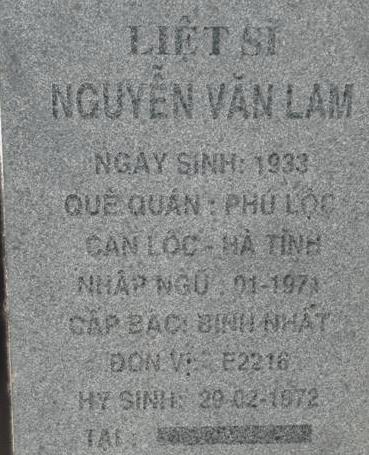 LIỆT SĨ
NGUYỄN VĂN LAM
NGÀY SINH: 1933
QUÊ QUÁN : PHÚ LỘC
CAN LỘC - HÀ TĨNH
NHẬP NGŨ : 01-1971
CẤP BẬC: BINH NHẤT
ĐƠN VỊ : E2216
HY SINH: 29-02-1972
TẠI :